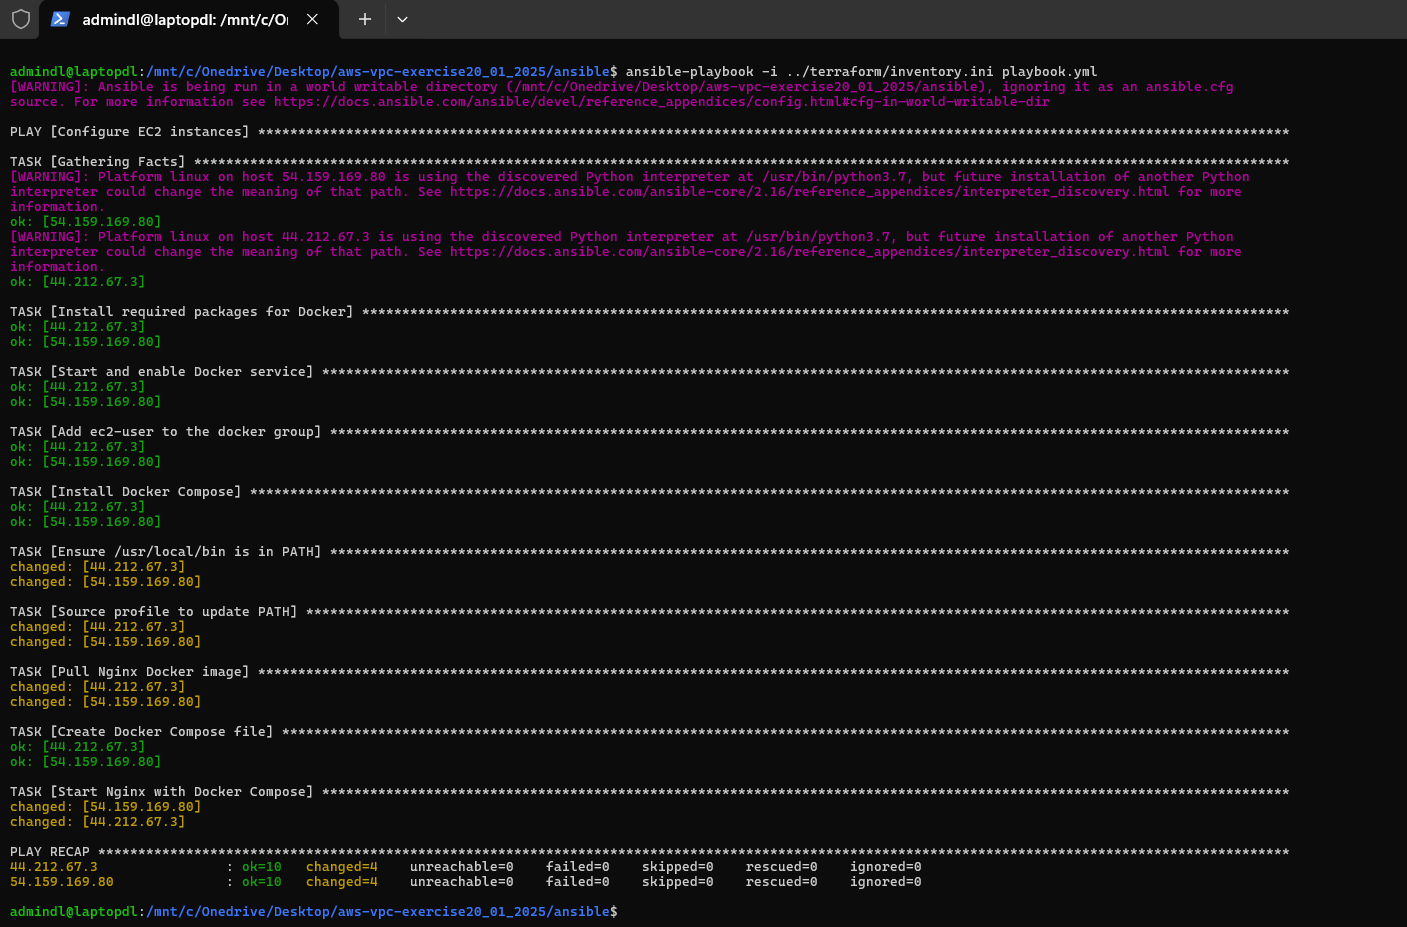 admindl@laptopdl: /mnt/c/O
admindl@laptopdl:/mnt/c/Onedrive/Desktop/aws-vpc-exercise20_01_2025/ansible$ ansible-playbook -i ../terraform/inventory.ini playbook.yml
[WARNING]: Ansible is being run in a world writable directory (/mnt/c/Onedrive/Desktop/aws-vpc-exercise20_01_2025/ansible), ignoring it as an ansible.cfg
source. For more information see https://docs.ansible.com/ansible/devel/reference_appendices/config.html#cfg-in-world-writable-dir
PLAY [Configure EC2 instances] *********************************************************************************************************************************
TASK [Gathering Facts] *****************************************************************************************************************************************
[WARNING]: Platform linux on host 54.159.169.80 is using the discovered Python interpreter at /usr/bin/python3.7, but future installation of another Python
interpreter could change the meaning of that path. See https://docs.ansible.com/ansible-core/2.16/reference_appendices/interpreter_discovery.html for more
information.
ok: [54.159.169.80]
[WARNING]: Platform linux on host 44.212.67.3 is using the discovered Python interpreter at /usr/bin/python3.7, but future installation of another Python
interpreter could change the meaning of that path. See https://docs.ansible.com/ansible-core/2.16/reference_appendices/interpreter_discovery.html for more
information.
ok: [44.212.67.3]
TASK [Install required packages for Docker] ********************************************************************************************************************
ok: [44.212.67.3]
ok: [54.159.169.80]
TASK [Start and enable Docker service] *************************************************************************************************************************
ok: [44.212.67.3]
ok: [54.159.169.80]
TASK [Add ec2-user to the docker group] ************************************************************************************************************************
ok: [44.212.67.3]
ok: [54.159.169.80]
TASK [Install Docker Compose] **********************************************************************************************************************************
ok: [44.212.67.3]
ok: [54.159.169.80]
TASK [Ensure /usr/local/bin is in PATH] ************************************************************************************************************************
changed: [44.212.67.3]
changed: [54.159.169.80]
TASK [Source profile to update PATH] ***************************************************************************************************************************
changed: [44.212.67.3]
changed: [54.159.169.80]
TASK [Pull Nginx Docker image] *********************************************************************************************************************************
changed: [44.212.67.3]
changed: [54.159.169.80]
TASK [Create Docker Compose file] ******************************************************************************************************************************
ok: [44.212.67.3]
ok: [54.159.169.80]
TASK [Start Nginx with Docker Compose] *************************************************************************************************************************
changed: [54.159.169.80]
changed: [44.212.67.3]
PLAY RECAP *****************************************************************************************************************************************************
44.212.67.3                : ok=10   changed=4    unreachable=0    failed=0    skipped=0    rescued=0    ignored=0
54.159.169.80              : ok=10   changed=4    unreachable=0    failed=0    skipped=0    rescued=0    ignored=0
admindl@laptopdl:/mnt/c/Onedrive/Desktop/aws-vpc-exercise20_01_2025/ansible$